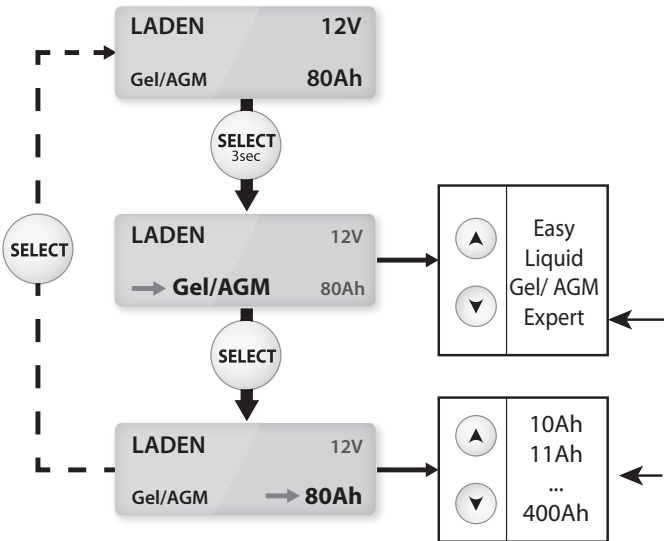 LADEN 12V
Gel/AGM 80Ah
SELECT
3sec
LADEN 12V
Gel/AGM 80Ah
Easy
Liquid
Gel/ AGM
Expert
SELECT
SELECT
LADEN 12V
Gel/AGM 80Ah
10Ah
11Ah
...
400Ah